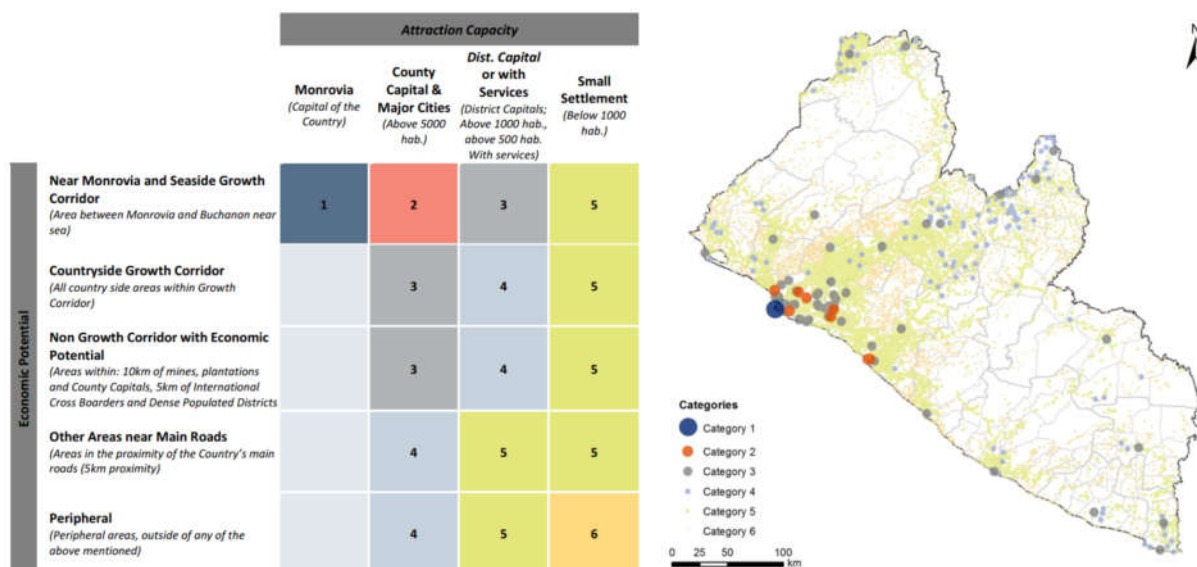 Attraction Capacity
Monrovia
(Capital of the
Country)
County
Capital &
Major Cities
(Above 5000
hab.)
Dist. Capital
or with
Services
(District Capitals;
Above 1000 hab.,
above 500 hab.
With services)
Small
Settlement
(Below 1000
hab.)
Economic Potential
Near Monrovia and Seaside Growth
Corridor
(Area between Monrovia and Buchanan near
sea)
1
2
3
5
Countryside Growth Corridor
(All country side areas within Growth
Corridor)
3
4
5
Non Growth Corridor with Economic
Potential
(Areas within: 10km of mines, plantations
and County Capitals, 5km of International
Cross Boarders and Dense Populated Districts
3
4
5
Other Areas near Main Roads
(Areas in the proximity of the Country's main
roads (5km proximity)
4
5
5
Peripheral
(Peripheral areas, outside of any of the
above mentioned)
4
5
6
N
Categories
Category 1
Category 2
Category 3
Category 4
Category 5
Category 6
0 25 50 100
km